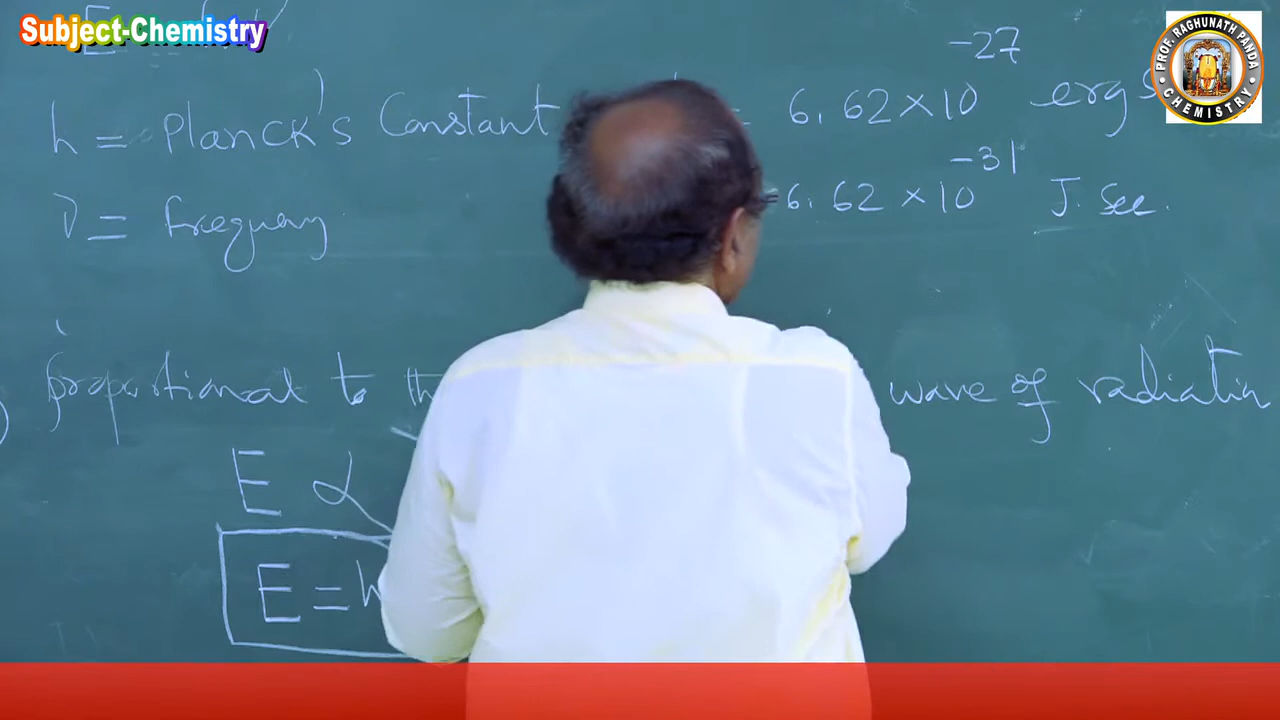 Subject-Chemistry
PROF. RAGHUNATH PANDA
CHEMISTRY
E
h = Planck's Constant = 6.62×10⁻²⁷ erg s
ν = frequency = 6.62×10⁻³¹ J. Sec.
proportional to th wave of radiation
E α
E = h